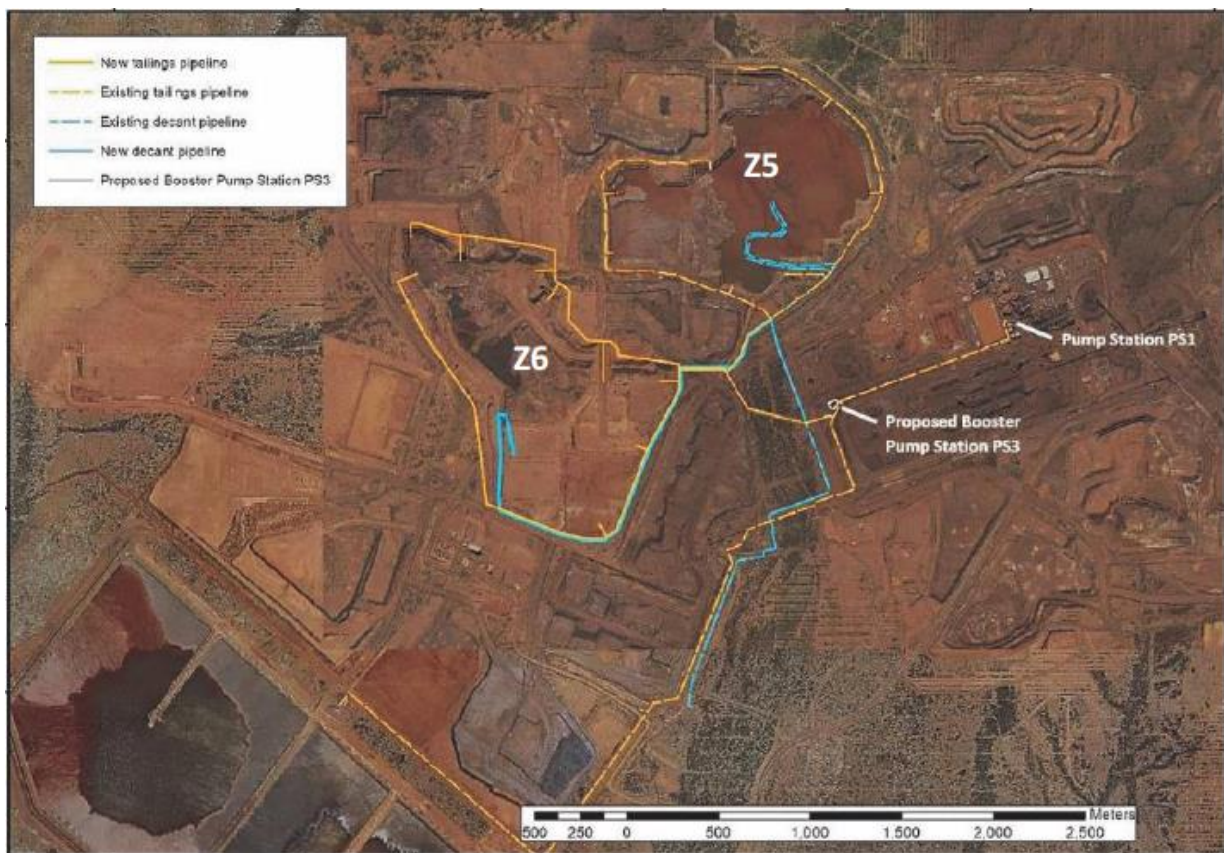 New tailings pipeline
Existing tailings pipeline
Existing decant pipeline
New decant pipeline
Proposed Booster Pump Station PS3
Z5
Z6
Pump Station PS1
Proposed Booster
Pump Station PS3
Meters
500 250 0 500 1,000 1,500 2,000 2,500